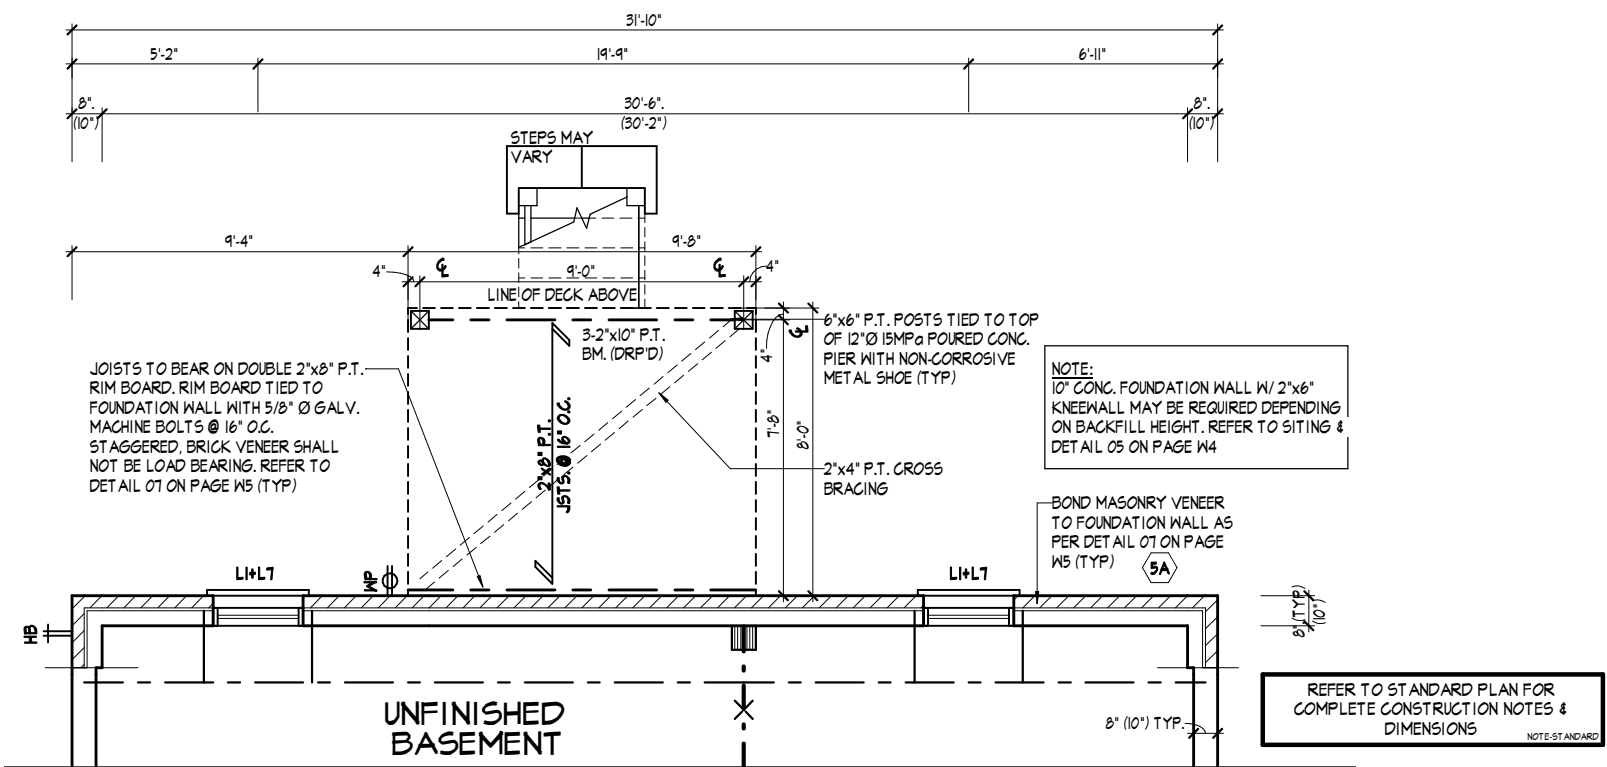 31'-10"
5'-2"
19'-9"
6'-11"
8".
(10")
30'-6".
(30'-2")
8".
(10")
STEPS MAY
VARY
9'-4"
9'-8"
4"
℄
9'-0"
℄
4"
LINE OF DECK ABOVE
3-2"x10" P.T.
BM. (DRP'D)
℄
4"
7'-8"
8'-0"
6"x6" P.T. POSTS TIED TO TOP
OF 12"Ø 15MPa POURED CONC.
PIER WITH NON-CORROSIVE
METAL SHOE (TYP)
JOISTS TO BEAR ON DOUBLE 2"x8" P.T.
RIM BOARD. RIM BOARD TIED TO
FOUNDATION WALL WITH 5/8" Ø GALV.
MACHINE BOLTS @ 16" O.C.
STAGGERED, BRICK VENEER SHALL
NOT BE LOAD BEARING. REFER TO
DETAIL 07 ON PAGE W5 (TYP)
2"x8" P.T.
JSTS. @ 16" O.C.
2"x4" P.T. CROSS
BRACING
NOTE:
10" CONC. FOUNDATION WALL W/ 2"x6"
KNEEWALL MAY BE REQUIRED DEPENDING
ON BACKFILL HEIGHT. REFER TO SITING &
DETAIL 05 ON PAGE W4
BOND MASONRY VENEER
TO FOUNDATION WALL AS
PER DETAIL 07 ON PAGE
W5 (TYP)
5A
L1+L7
WP
L1+L7
HB
8" (TYP.)
(10")
UNFINISHED
BASEMENT
8" (10") TYP.
REFER TO STANDARD PLAN FOR
COMPLETE CONSTRUCTION NOTES &
DIMENSIONS
NOTE-STANDARD